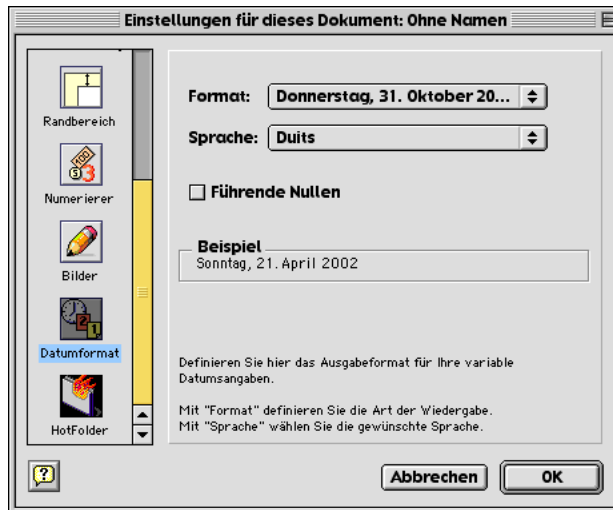 Einstellungen für dieses Dokument: Ohne Namen
Randbereich
Numerierer
Bilder
Datumformat
HotFolder
Format: Donnerstag, 31. Oktober 20...
Sprache: Duits
Führende Nullen
Beispiel
Sonntag, 21. April 2002
Definieren Sie hier das Ausgabeformat für Ihre variable
Datumsangaben.
Mit "Format" definieren Sie die Art der Wiedergabe.
Mit "Sprache" wählen Sie die gewünschte Sprache.
?
Abbrechen
OK